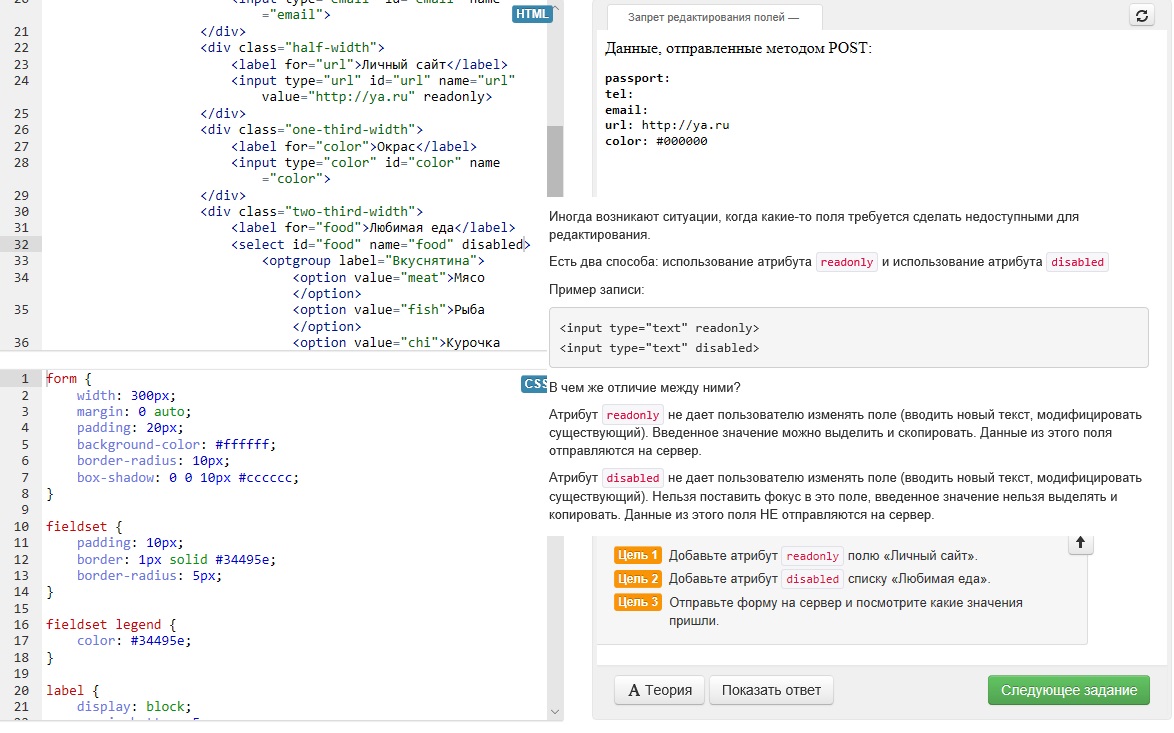 ="email">
HTML
21 </div>
22 <div class="half-width">
23 <label for="url">Личный сайт</label>
24 <input type="url" id="url" name="url"
value="http://ya.ru" readonly>
25 </div>
26 <div class="one-third-width">
27 <label for="color">Окрас</label>
28 <input type="color" id="color" name
="color">
29 </div>
30 <div class="two-third-width">
31 <label for="food">Любимая еда</label>
32 <select id="food" name="food" disabled>
33 <optgroup label="Вкуснятина">
34 <option value="meat">Мясо
</option>
35 <option value="fish">Рыба
</option>
36 <option value="chi">Курочка
CSS
1 form {
2 width: 300px;
3 margin: 0 auto;
4 padding: 20px;
5 background-color: #ffffff;
6 border-radius: 10px;
7 box-shadow: 0 0 10px #cccccc;
8 }
9
10 fieldset {
11 padding: 10px;
12 border: 1px solid #34495e;
13 border-radius: 5px;
14 }
15
16 fieldset legend {
17 color: #34495e;
18 }
19
20 label {
21 display: block;
Запрет редактирования полей —
Данные, отправленные методом POST:
passport:
tel:
email:
url: http://ya.ru
color: #000000
Иногда возникают ситуации, когда какие-то поля требуется сделать недоступными для
редактирования.
Есть два способа: использование атрибута readonly и использование атрибута disabled
Пример записи:
<input type="text" readonly>
<input type="text" disabled>
В чем же отличие между ними?
Атрибут readonly не дает пользователю изменять поле (вводить новый текст, модифицировать
существующий). Введенное значение можно выделить и скопировать. Данные из этого поля
отправляются на сервер.
Атрибут disabled не дает пользователю изменять поле (вводить новый текст, модифицировать
существующий). Нельзя поставить фокус в это поле, введенное значение нельзя выделять и
копировать. Данные из этого поля НЕ отправляются на сервер.
Цель 1 Добавьте атрибут readonly полю «Личный сайт».
Цель 2 Добавьте атрибут disabled списку «Любимая еда».
Цель 3 Отправьте форму на сервер и посмотрите какие значения
пришли.
А Теория
Показать ответ
Следующее задание